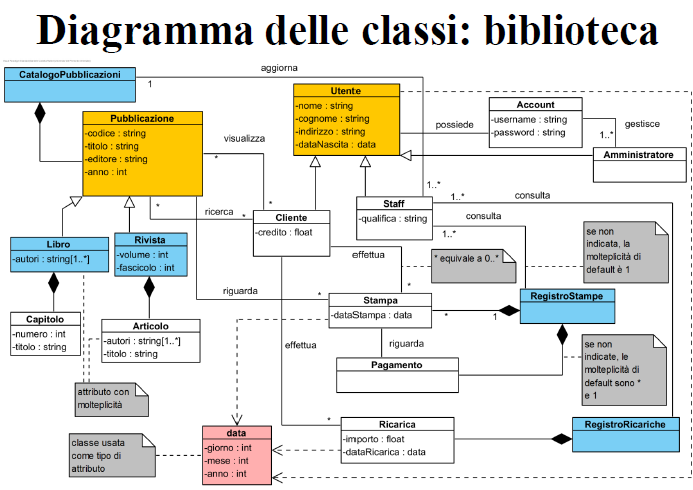 Diagramma delle classi: biblioteca
CatalogoPubblicazioni
1
aggiorna
Pubblicazione
-codice : string
-titolo : string
-editore : string
-anno : int
visualizza
*
*
Utente
-nome : string
-cognome : string
-indirizzo : string
-dataNascita : data
possiede
Account
-username : string
-password : string
gestisce
1..*
Amministratore
*
ricerca
*
Cliente
-credito : float
1..*
Staff
-qualifica : string
1..*
consulta
consulta
1..*
se non
indicata, la
molteplicità di
default è 1
Libro
-autori : string[1..*]
Rivista
-volume : int
-fascicolo : int
effettua
*
* equivale a 0..*
riguarda
*
Stampa
-dataStampa : data
*
1
RegistroStampe
Capitolo
-numero : int
-titolo : string
Articolo
-autori : string[1..*]
-titolo : string
effettua
riguarda
Pagamento
se non
indicate, le
molteplicità di
default sono *
e 1
attributo con
molteplicità
*
Ricarica
-importo : float
-dataRicarica : data
RegistroRicariche
classe usata
come tipo di
attributo
data
-giorno : int
-mese : int
-anno : int